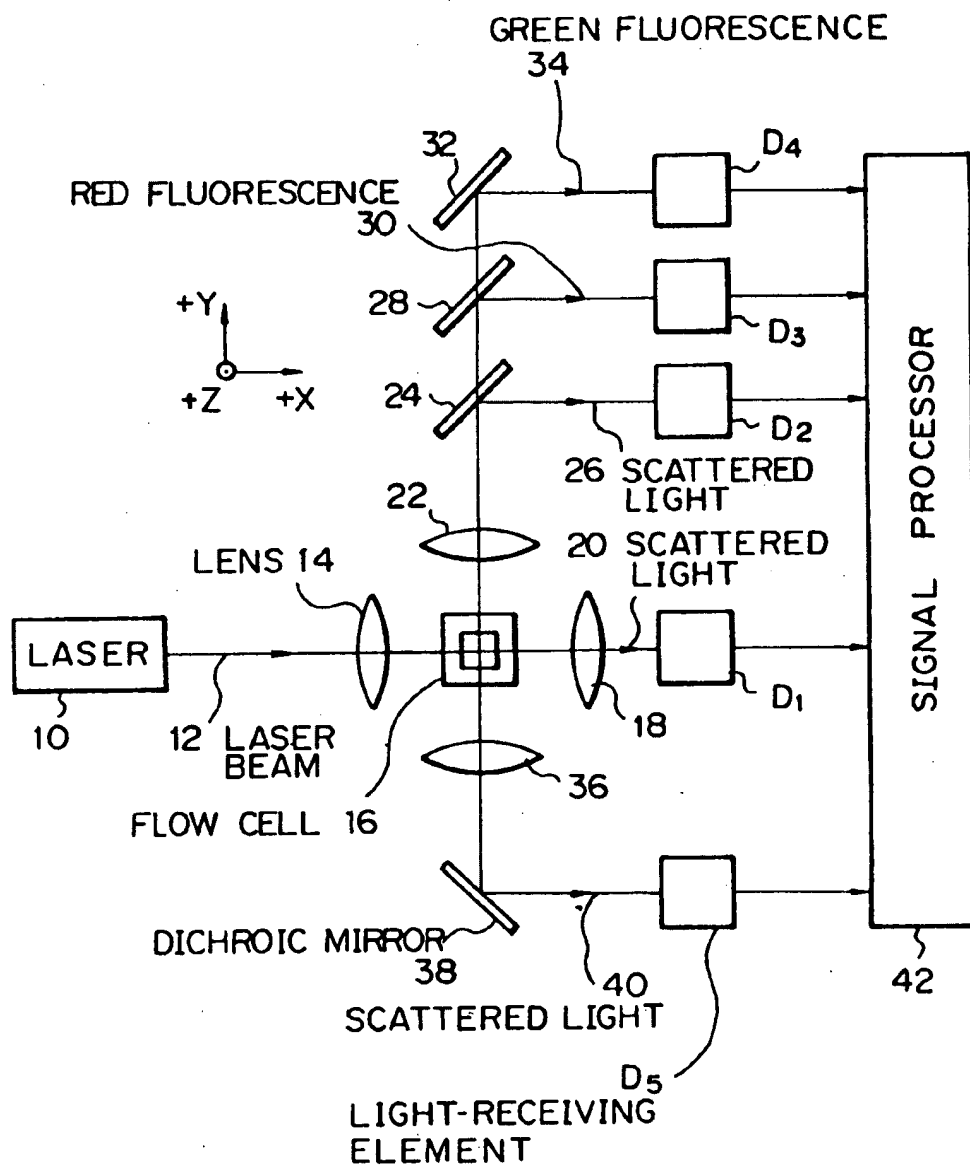 GREEN FLUORESCENCE
34
32
D4
RED FLUORESCENCE
30
28
D3
+Y
+Z
+X
24
D2
26 SCATTERED
LIGHT
22
20 SCATTERED
LIGHT
LENS 14
LASER
10
12 LASER
BEAM
18
D1
SIGNAL PROCESSOR
36
FLOW CELL 16
DICHROIC MIRROR
38
40
SCATTERED LIGHT
42
D5
LIGHT-RECEIVING
ELEMENT